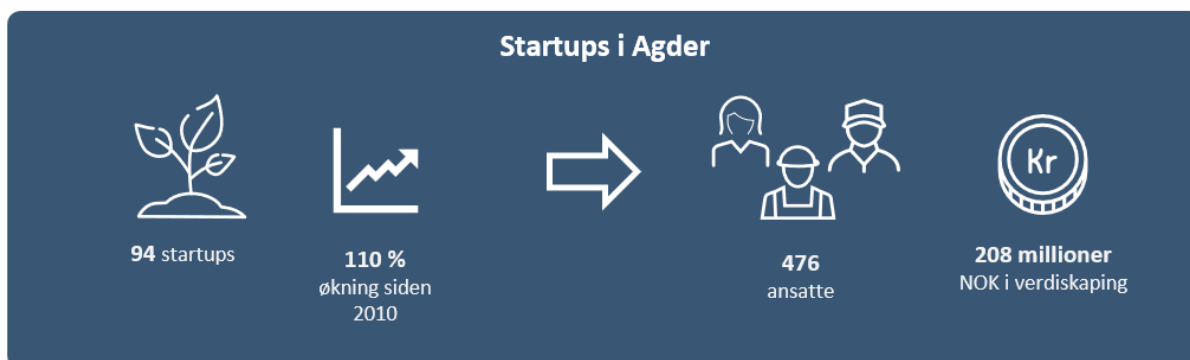 Startups i Agder
Kr
94 startups
110 %
økning siden
2010
476
ansatte
208 millioner
NOK i verdiskaping